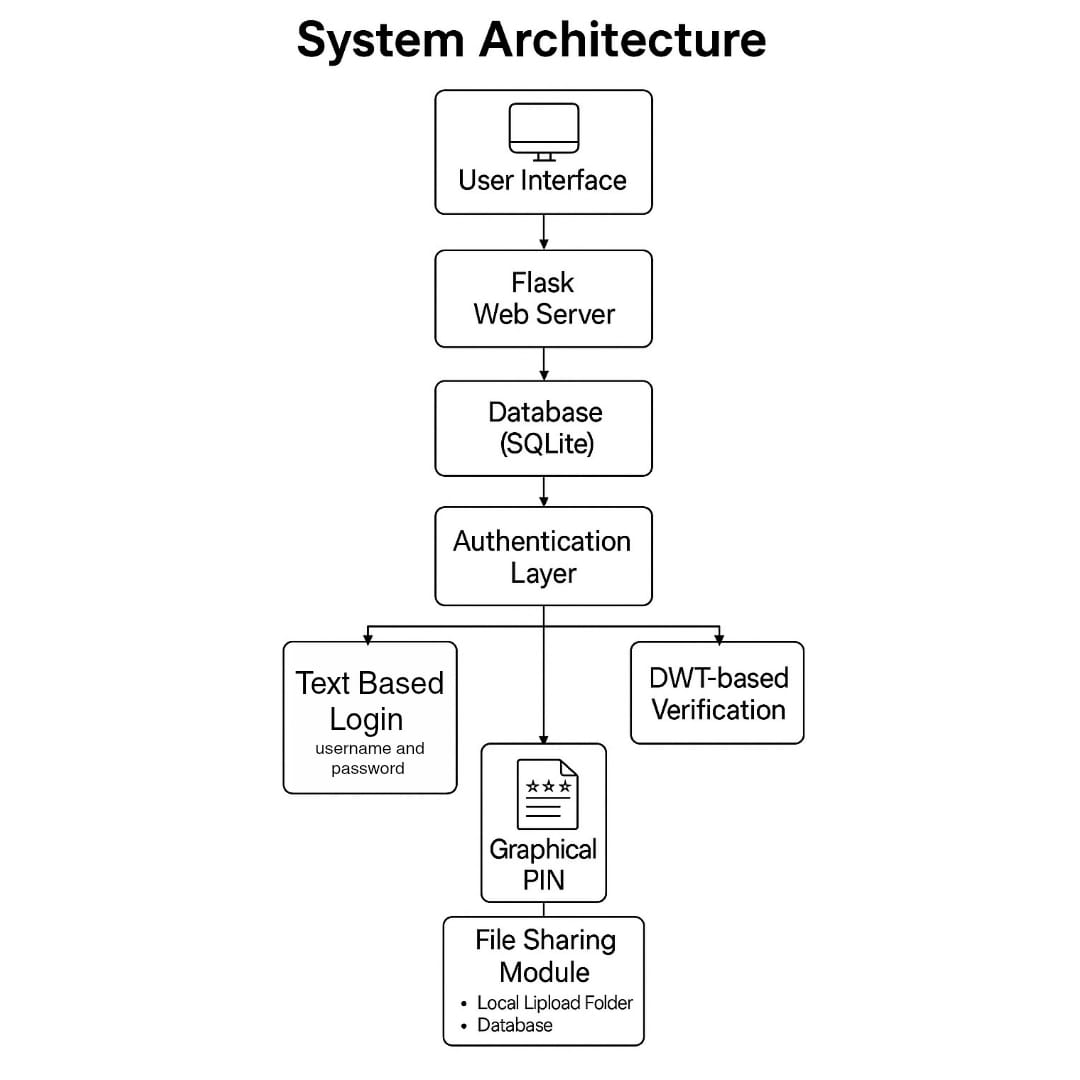 System Architecture
User Interface
Flask
Web Server
Database
(SQLite)
Authentication
Layer
Text Based
Login
username and
password
DWT-based
Verification
Graphical
PIN
File Sharing
Module
• Local Lipload Folder
• Database